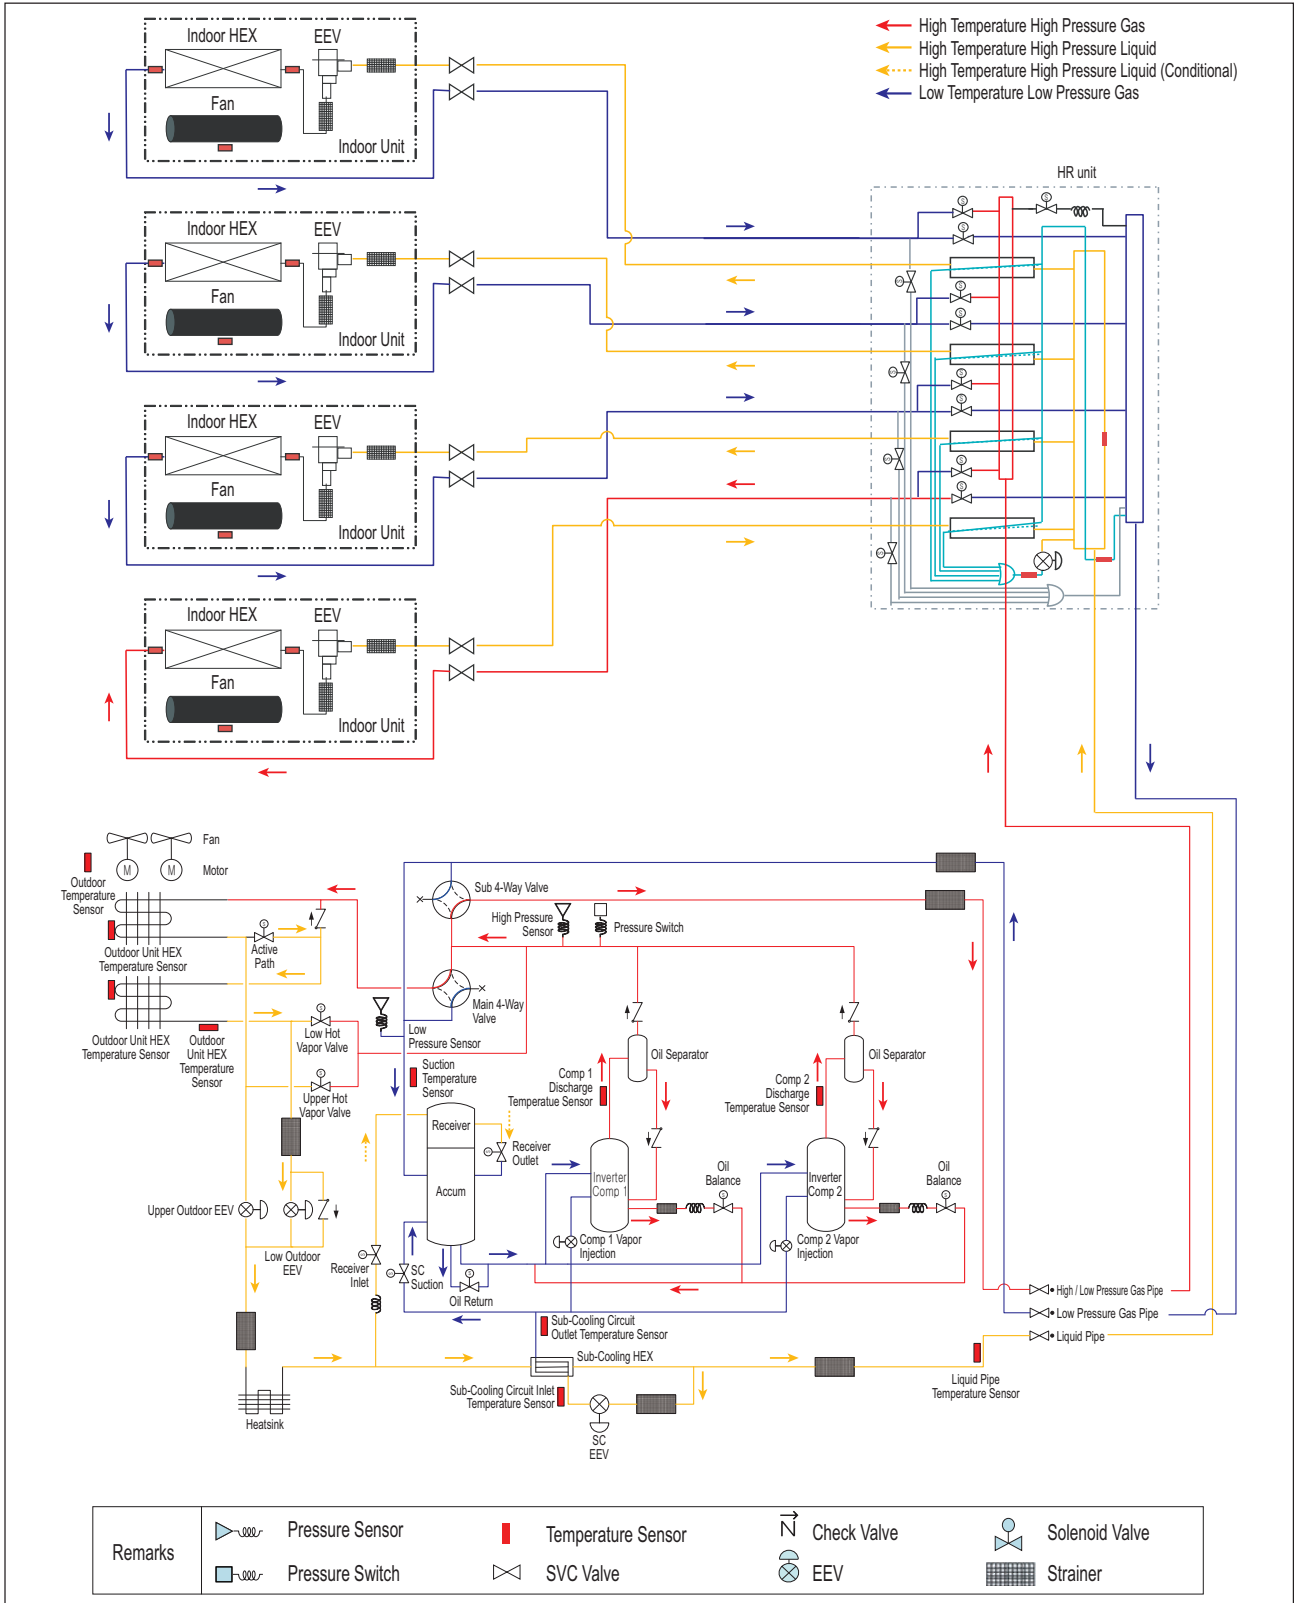 High Temperature High Pressure Gas
High Temperature High Pressure Liquid
High Temperature High Pressure Liquid (Conditional)
Low Temperature Low Pressure Gas
Indoor HEX
EEV
Fan
Indoor Unit
HR unit
S
S
S
S
S
S
S
S
S
S
S
S
S
Indoor HEX
EEV
Fan
Indoor Unit
Indoor HEX
EEV
Fan
Indoor Unit
Indoor HEX
EEV
Fan
Indoor Unit
Fan
M
M
Motor
Outdoor
Temperature
Sensor
Sub 4-Way Valve
High Pressure
Sensor
Pressure Switch
S
Active
Path
Outdoor Unit HEX
Temperature Sensor
Main 4-Way
Valve
S
Low Hot
Vapor Valve
Low
Pressure Sensor
Outdoor Unit HEX
Temperature Sensor
Outdoor
Unit HEX
Temperature
Sensor
Suction
Temperature
Sensor
Oil Separator
Oil Separator
S
Upper Hot
Vapor Valve
Comp 1
Discharge
Temperatue Sensor
Comp 2
Discharge
Temperatue Sensor
Receiver
S
Receiver
Outlet
Accum
Inverter
Comp 1
Oil
Balance
S
Inverter
Comp 2
Oil
Balance
S
Upper Outdoor EEV
Low Outdoor
EEV
Comp 1 Vapor
Injection
Comp 2 Vapor
Injection
S
Receiver
Inlet
S
SC
Suction
S
Oil Return
High / Low Pressure Gas Pipe
Low Pressure Gas Pipe
Liquid Pipe
Sub-Cooling Circuit
Outlet Temperature Sensor
Sub-Cooling HEX
Sub-Cooling Circuit Inlet
Temperature Sensor
Liquid Pipe
Temperature Sensor
Heatsink
SC
EEV
Remarks
Pressure Sensor
Temperature Sensor
Check Valve
Solenoid Valve
Pressure Switch
SVC Valve
EEV
Strainer